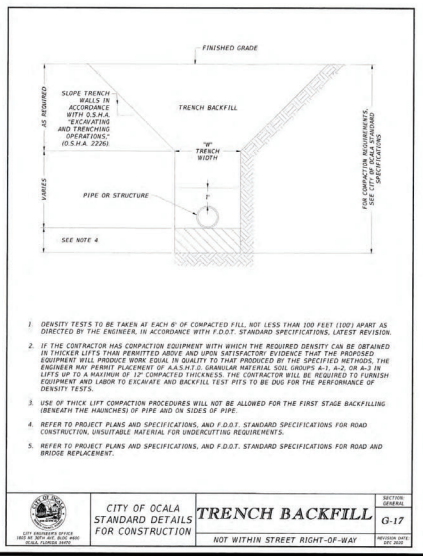 FINISHED GRADE
AS REQUIRED
SLOPE TRENCH
WALLS IN
ACCORDANCE
WITH O.S.H.A.
"EXCAVATING
AND TRENCHING
OPERATIONS,"
(O.S.H.A. 2226).
TRENCH BACKFILL
"W"
TRENCH
WIDTH
FOR COMPACTION REQUIREMENTS,
SEE CITY OF OCALA STANDARD
SPECIFICATIONS
VARIES
PIPE OR STRUCTURE
1'
SEE NOTE 4
1. DENSITY TESTS TO BE TAKEN AT EACH 6" OF COMPACTED FILL, NOT LESS THAN 100 FEET (100') APART AS
DIRECTED BY THE ENGINEER, IN ACCORDANCE WITH F.D.O.T. STANDARD SPECIFICATIONS, LATEST REVISION.
2. IF THE CONTRACTOR HAS COMPACTION EQUIPMENT WITH WHICH THE REQUIRED DENSITY CAN BE OBTAINED
IN THICKER LIFTS THAN PERMITTED ABOVE AND UPON SATISFACTORY EVIDENCE THAT THE PROPOSED
EQUIPMENT WILL PRODUCE WORK EQUAL IN QUALITY TO THAT PRODUCED BY THE SPECIFIED METHODS, THE
ENGINEER MAY PERMIT PLACEMENT OF A.A.S.H.T.O. GRANULAR MATERIAL SOIL GROUPS A-1, A-2, OR A-3 IN
LIFTS UP TO A MAXIMUM OF 12" COMPACTED THICKNESS. THE CONTRACTOR WILL BE REQUIRED TO FURNISH
EQUIPMENT AND LABOR TO EXCAVATE AND BACKFILL TEST PITS TO BE DUG FOR THE PERFORMANCE OF
DENSITY TESTS.
3. USE OF THICK LIFT COMPACTION PROCEDURES WILL NOT BE ALLOWED FOR THE FIRST STAGE BACKFILLING
(BENEATH THE HAUNCHES) OF PIPE AND ON SIDES OF PIPE.
4. REFER TO PROJECT PLANS AND SPECIFICATIONS, AND F.D.O.T. STANDARD SPECIFICATIONS FOR ROAD
CONSTRUCTION, UNSUITABLE MATERIAL FOR UNDERCUTTING REQUIREMENTS.
5. REFER TO PROJECT PLANS AND SPECIFICATIONS, AND F.D.O.T. STANDARD SPECIFICATIONS FOR ROAD AND
BRIDGE REPLACEMENT.
CITY OF OCALA
CITY ENGINEER'S OFFICE
1805 NE 30TH AVE, BLDG #600
OCALA, FLORIDA 34470
CITY OF OCALA
STANDARD DETAILS
FOR CONSTRUCTION
TRENCH BACKFILL
NOT WITHIN STREET RIGHT-OF-WAY
SECTION:
GENERAL
G-17
REVISION DATE:
DEC 2020